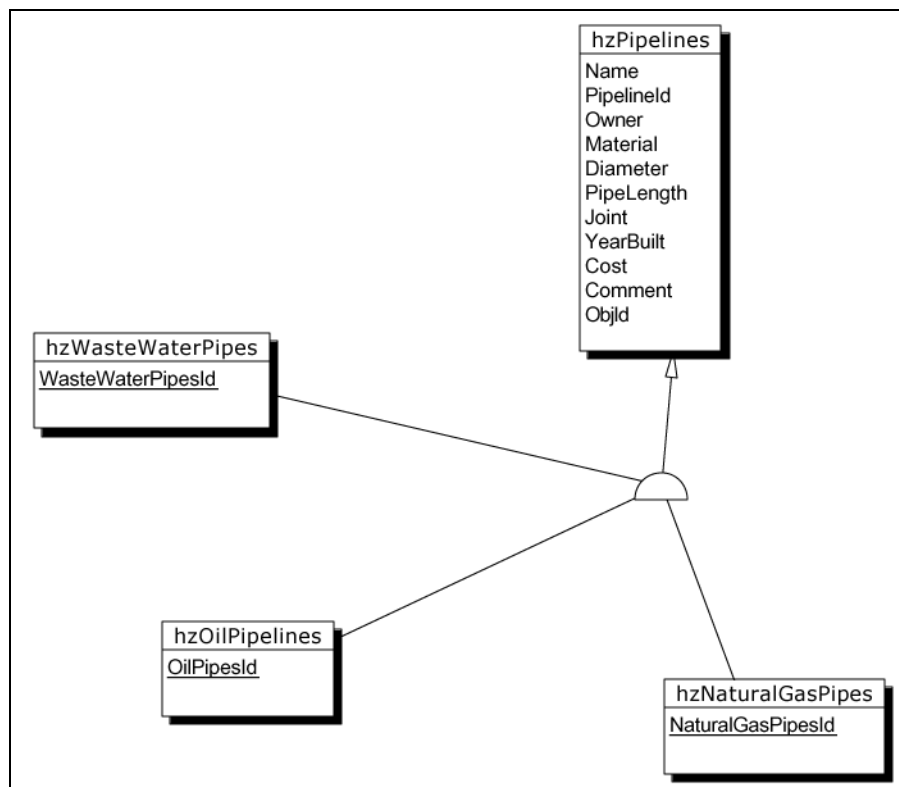 hzPipelines
Name
PipelineId
Owner
Material
Diameter
PipeLength
Joint
YearBuilt
Cost
Comment
ObjId
hzWasteWaterPipes
WasteWaterPipesId
hzOilPipelines
OilPipesId
hzNaturalGasPipes
NaturalGasPipesId